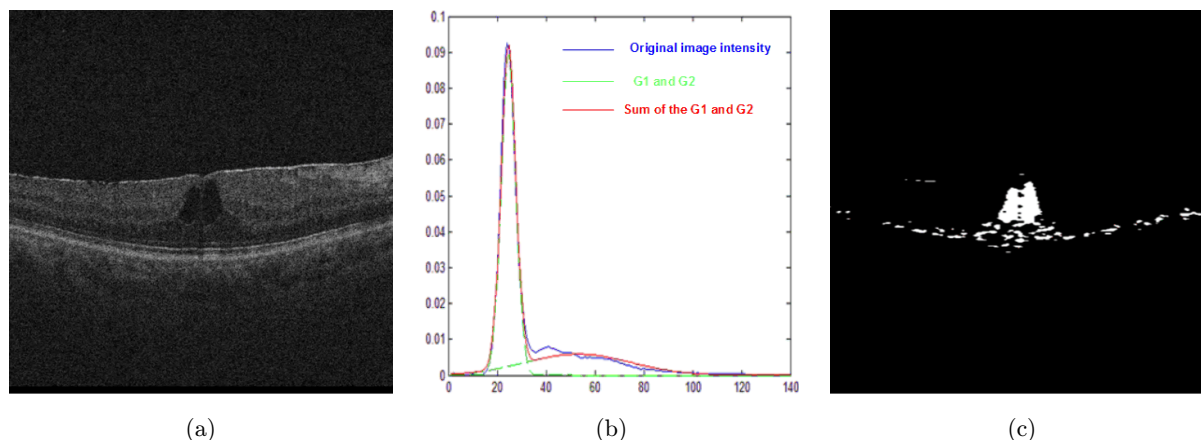 0.1
0.09
0.08
0.07
0.06
0.05
0.04
0.03
0.02
0.01
0
0 20 40 60 80 100 120 140
Original image intensity
G1 and G2
Sum of the G1 and G2
(a) (b) (c)